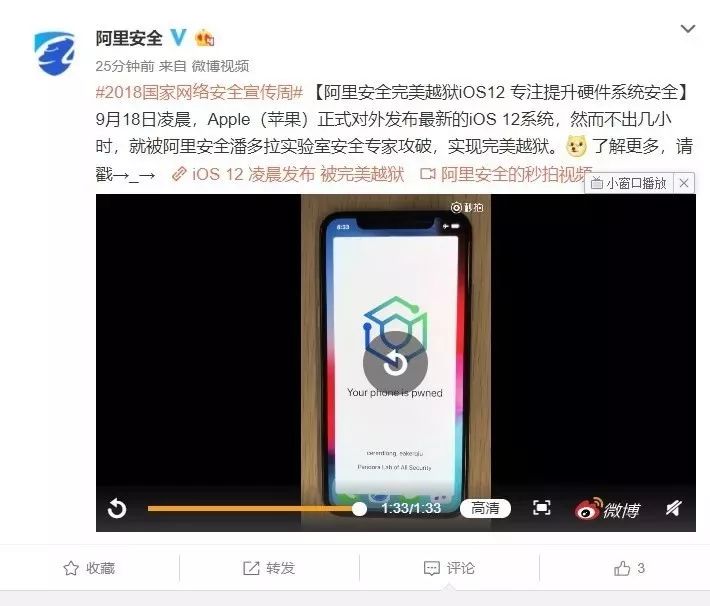 阿里安全
25分钟前 来自 微博视频
#2018国家网络安全宣传周# 【阿里安全完美越狱iOS12 专注提升硬件系统安全】
9月18日凌晨，Apple（苹果）正式对外发布最新的iOS 12系统，然而不出几小
时，就被阿里安全潘多拉实验室安全专家攻破，实现完美越狱。 了解更多，请
戳→_→ iOS 12 凌晨发布 被完美越狱 阿里安全的秒拍视频
小窗口播放
秒拍
6:33
Your phone is pwned
Pandora Lab of Ali Security
1:33/1:33
高清
微博
收藏
转发
评论
3